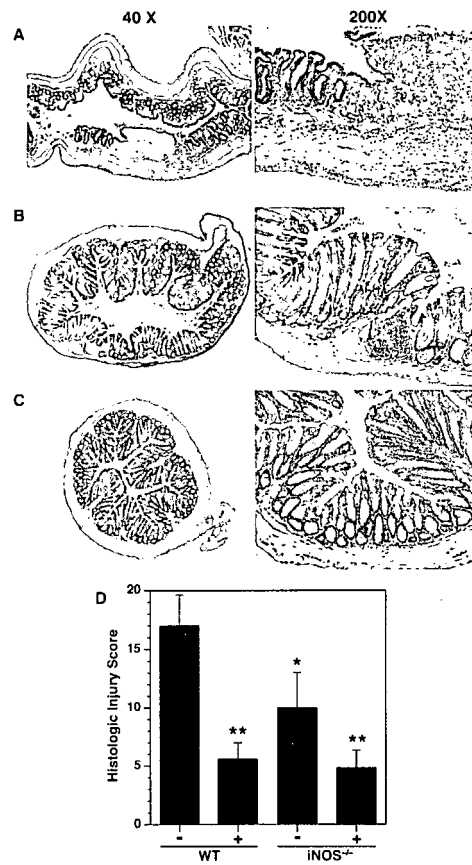 40 X 200X
A
B
C
D
Histologic Injury Score
20
15
10
5
0
**
*
**
- + - +
WT iNOS-/-